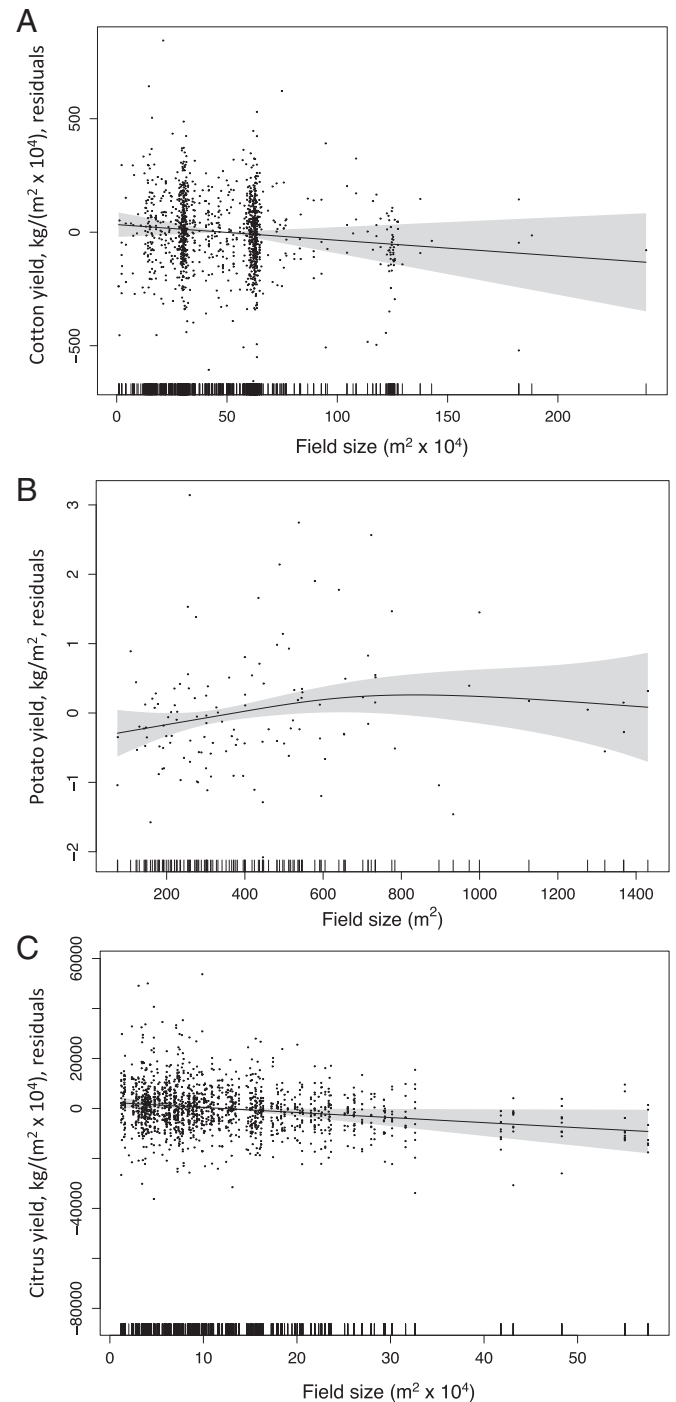 A
Cotton yield, kg/(m² x 10⁴), residuals
500
0
−500
0 50 100 150 200
Field size (m² x 10⁴)
B
Potato yield, kg/m², residuals
3
2
1
0
−1
−2
200 400 600 800 1000 1200 1400
Field size (m²)
C
Citrus yield, kg/(m² x 10⁴), residuals
60000
20000
0
−40000
−80000
0 10 20 30 40 50
Field size (m² x 10⁴)